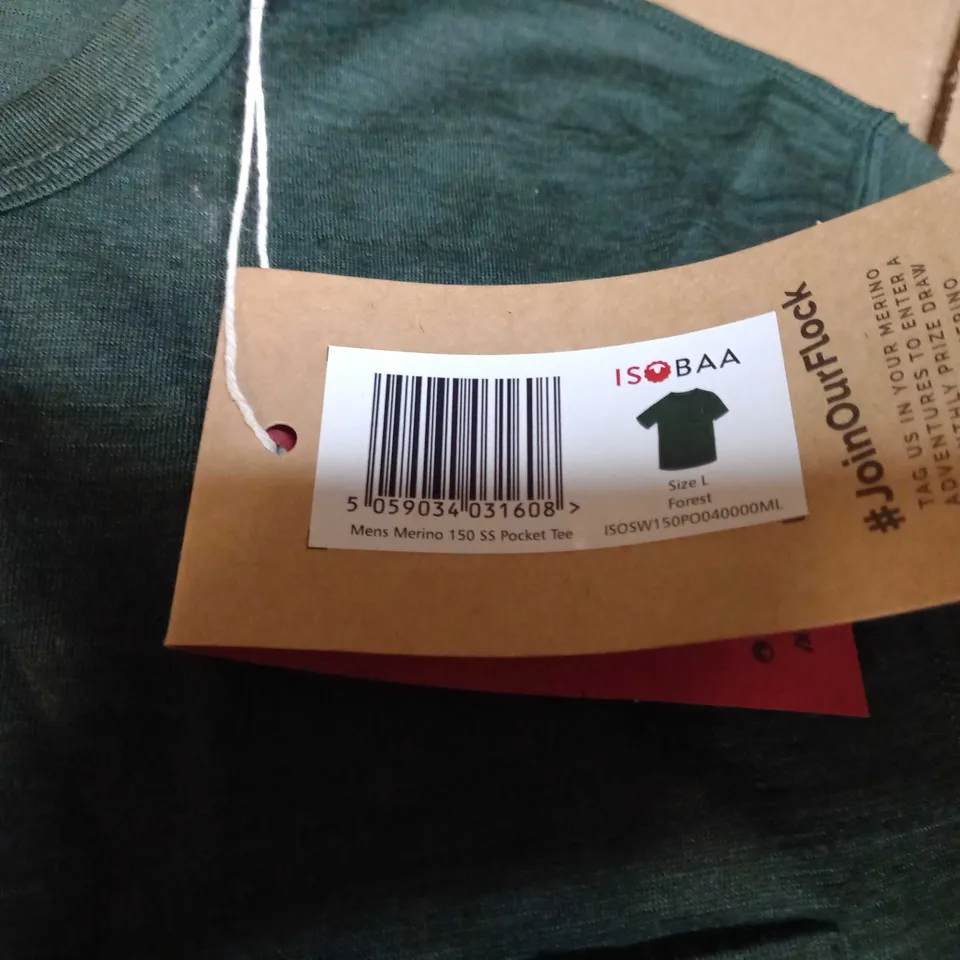 ISOBAA
5 059034 031608 >
Mens Merino 150 SS Pocket Tee
Size L
Forest
ISOSW150PO040000ML
#JoinOurFlock
TAG US IN YOUR MERINO
ADVENTURES TO ENTER A
PRIZE DRAW